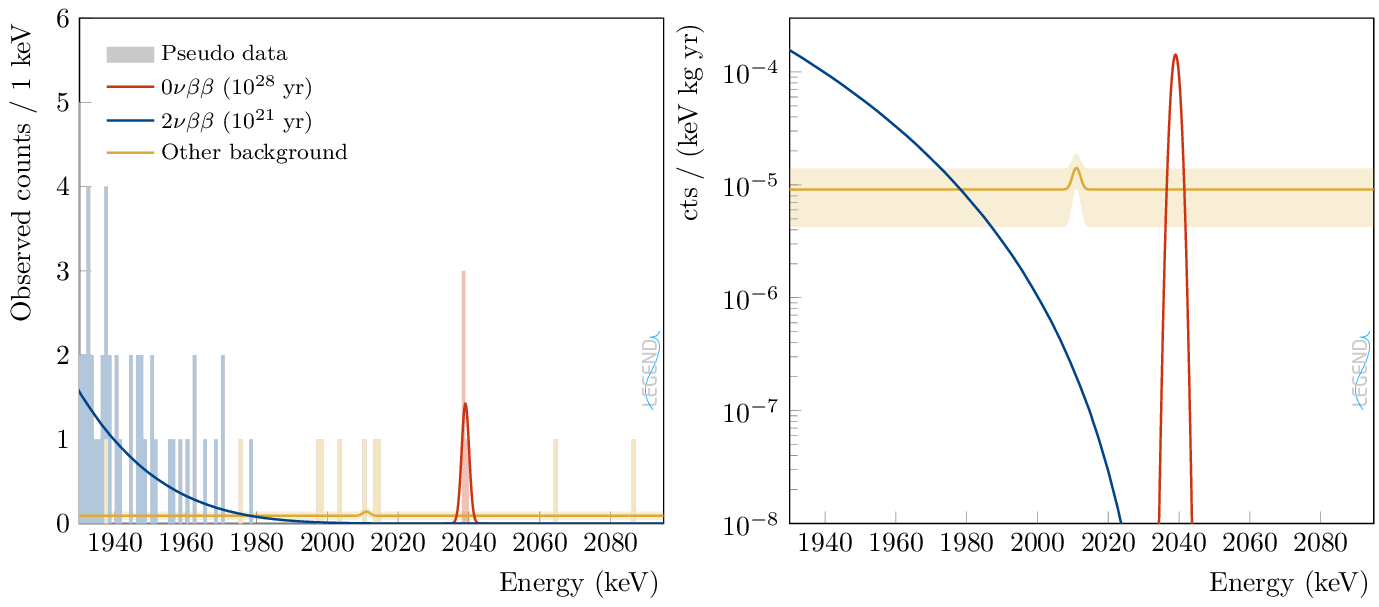 Observed counts / 1 keV
6
5
4
3
2
1
0
Pseudo data
0νββ (10²⁸ yr)
2νββ (10²¹ yr)
Other background
LEGEND
1940 1960 1980 2000 2020 2040 2060 2080
Energy (keV)
cts / (keV kg yr)
10⁻⁴
10⁻⁵
10⁻⁶
10⁻⁷
10⁻⁸
LEGEND
1940 1960 1980 2000 2020 2040 2060 2080
Energy (keV)